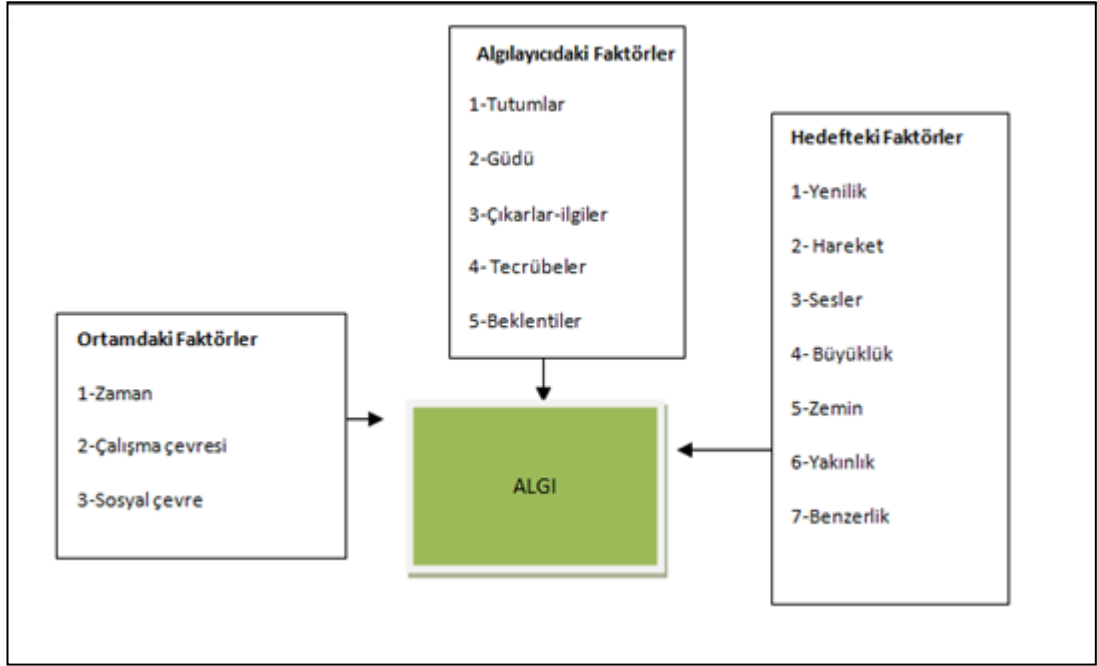 Algılayıcıdaki Faktörler
1-Tutumlar
2-Güdü
3-Çıkarlar-ilgiler
4- Tecrübeler
5-Beklentiler
Hedefteki Faktörler
1-Yenilik
2- Hareket
3-Sesler
4- Büyüklük
5-Zemin
6-Yakınlık
7-Benzerlik
Ortamdaki Faktörler
1-Zaman
2-Çalışma çevresi
3-Sosyal çevre
ALGI